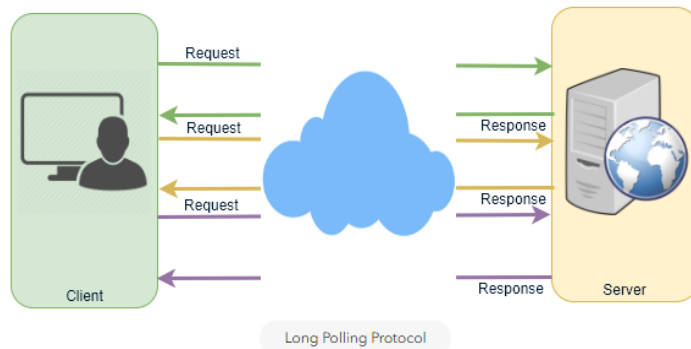 Request
Request
Response
Request
Response
Response
Client
Server
Long Polling Protocol